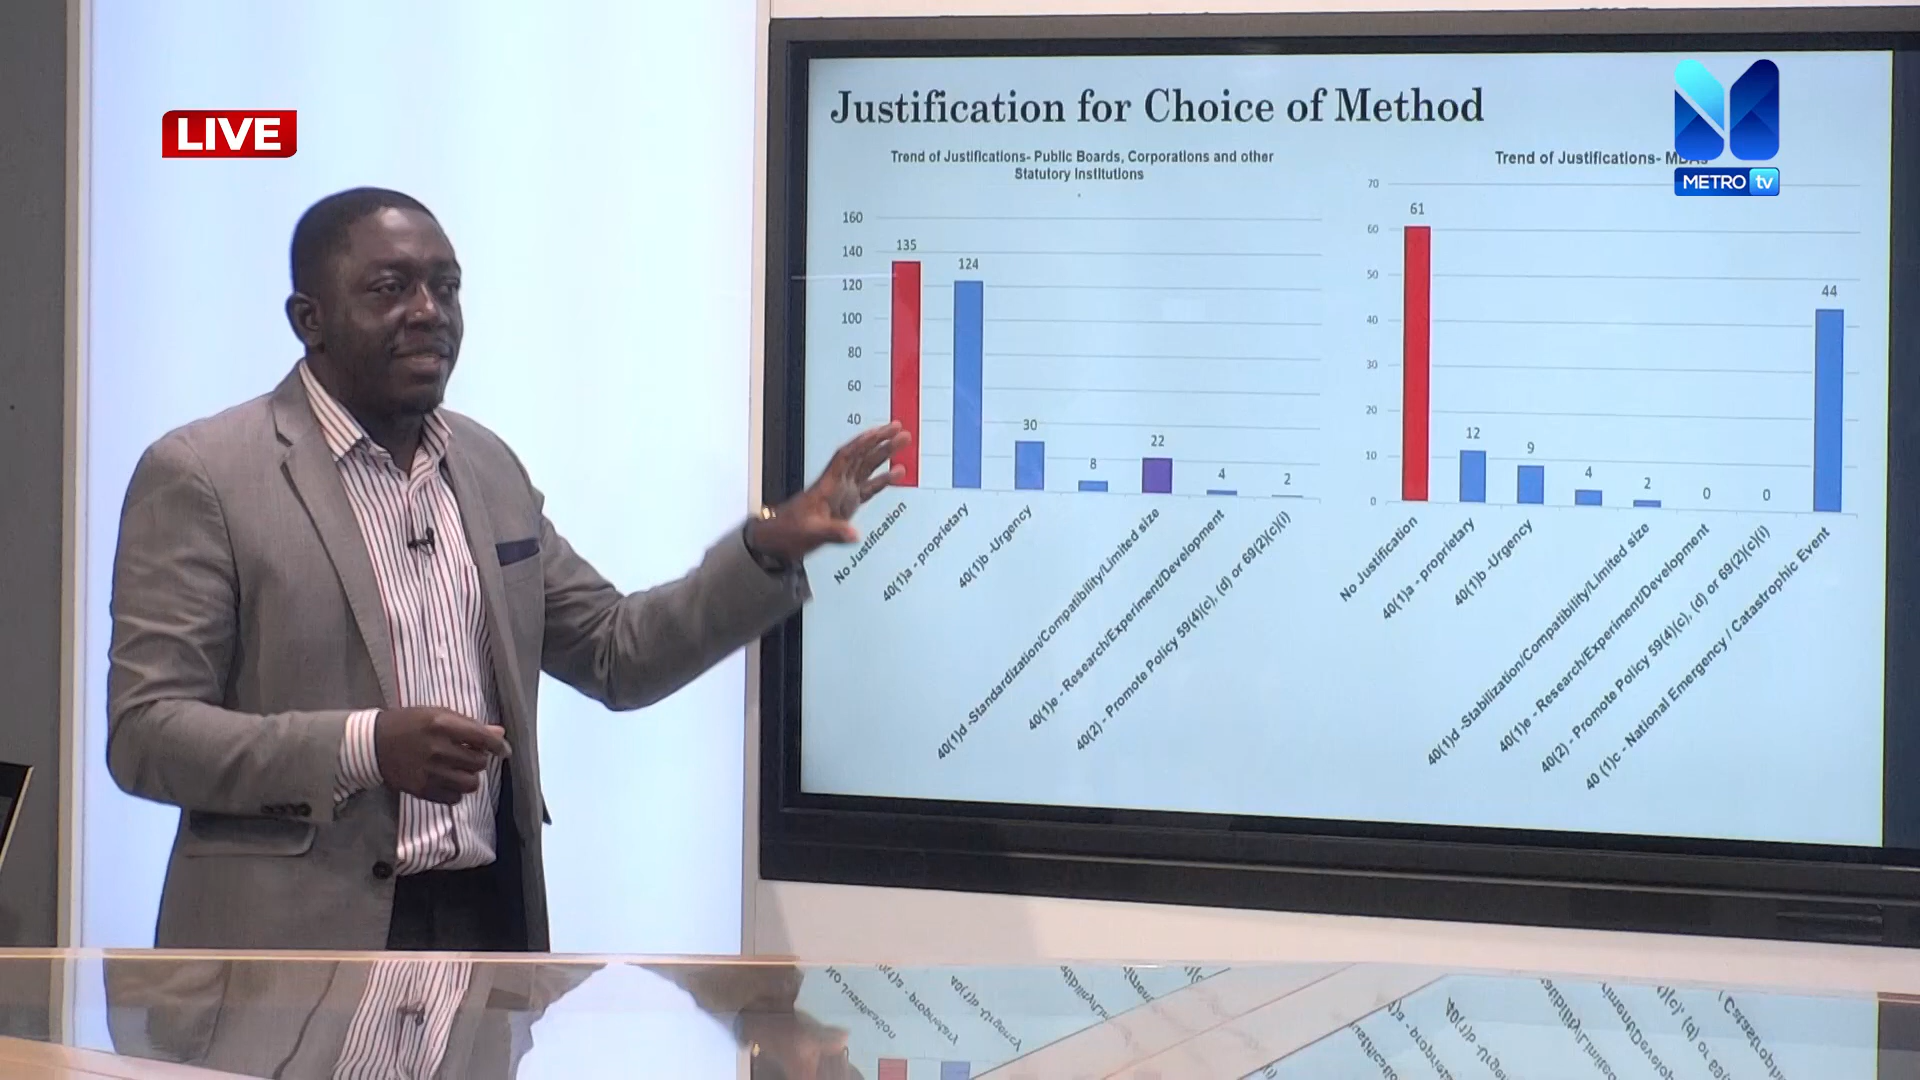 LIVE
Justification for Choice of Method
METRO tv
Trend of Justifications- Public Boards, Corporations and other
Statutory Institutions
160
140
120
100
80
60
40
135
124
30
8
22
4
2
No Justification
40(1)a - proprietary
40(1)b -Urgency
40(1)d -Standardization/Compatibility/Limited size
40(1)e - Research/Experiment/Development
40(2) - Promote Policy 59(4)(c), (d) or 69(2)(c)(i)
Trend of Justifications- MDAs
70
60
50
40
30
20
10
0
61
12
9
4
2
0
0
44
No Justification
40(1)a - proprietary
40(1)b -Urgency
40(1)d -Stabilization/Compatibility/Limited size
40(1)e - Research/Experiment/Development
40(2) - Promote Policy 59(4)(c), (d) or 69(2)(c)(i)
40 (1)c - National Emergency / Catastrophic Event